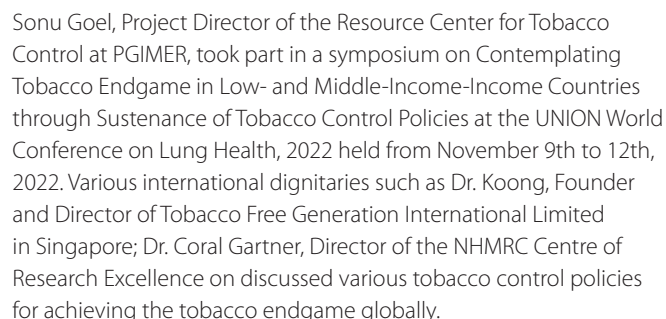 Sonu Goel, Project Director of the Resource Center for Tobacco
Control at PGIMER, took part in a symposium on Contemplating
Tobacco Endgame in Low- and Middle-Income-Income Countries
through Sustenance of Tobacco Control Policies at the UNION World
Conference on Lung Health, 2022 held from November 9th to 12th,
2022. Various international dignitaries such as Dr. Koong, Founder
and Director of Tobacco Free Generation International Limited
in Singapore; Dr. Coral Gartner, Director of the NHMRC Centre of
Research Excellence on discussed various tobacco control policies
for achieving the tobacco endgame globally.